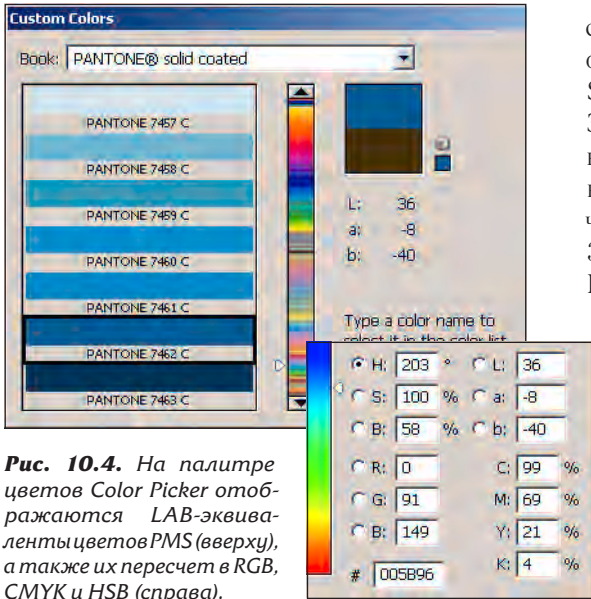 Custom Colors
Book: PANTONE® solid coated
PANTONE 7457 C
PANTONE 7458 C
PANTONE 7459 C
PANTONE 7460 C
PANTONE 7461 C
PANTONE 7462 C
PANTONE 7463 C
L: 36
a: -8
b: -40
Type a color name to
select it in the color list.
H: 203 ° L: 36
S: 100 % a: -8
B: 58 % b: -40
R: 0 C: 99 %
G: 91 M: 69 %
B: 149 Y: 21 %
# 005B96 K: 4 %
Рис. 10.4. На палитре
цветов Color Picker отоб-
ражаются LAB-эквива-
ленты цветов PMS (вверху),
а также их пересчет в RGB,
CMYK и HSB (справа).